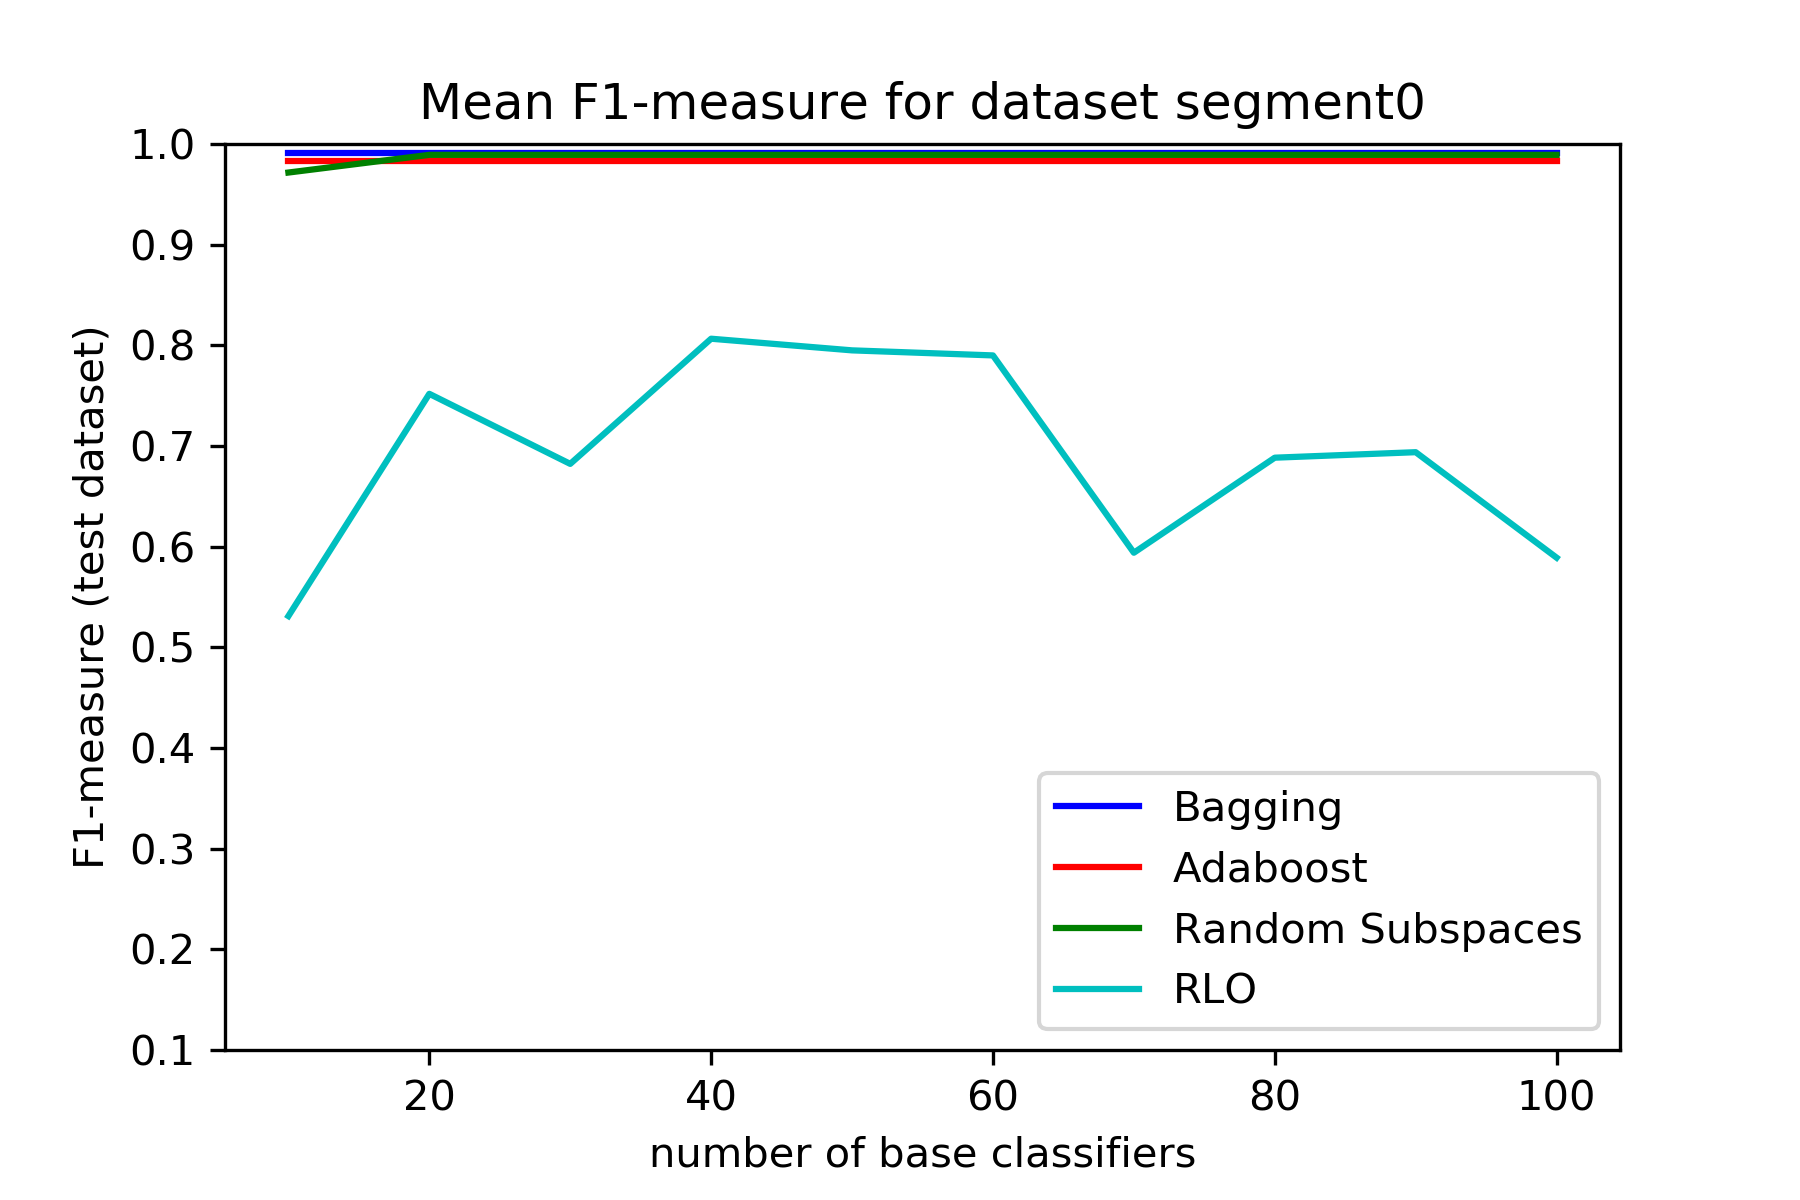 Mean F1-measure for dataset segment0
1.0
0.9
0.8
0.7
0.6
0.5
0.4
0.3
0.2
0.1
F1-measure (test dataset)
Bagging
Adaboost
Random Subspaces
RLO
20 40 60 80 100
number of base classifiers